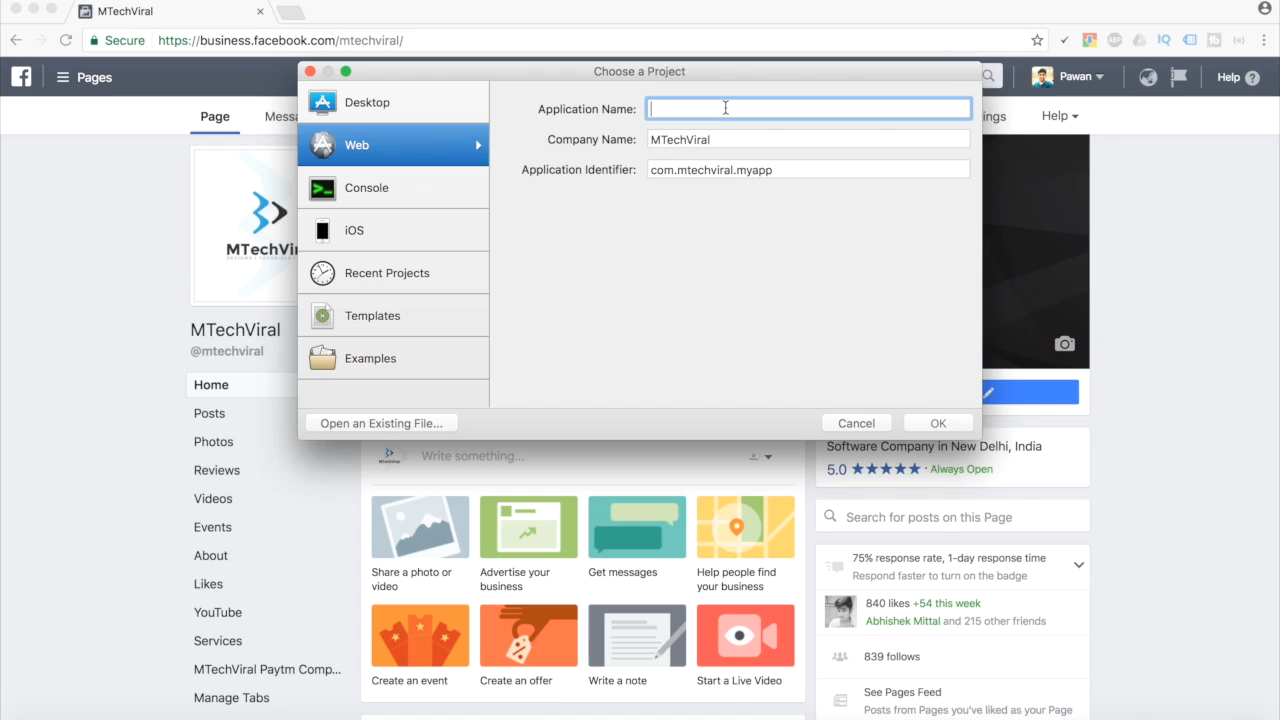 MTechViral
Secure
https://business.facebook.com/mtechviral/
Pages
Pawan
Help
Page
Messa
ngs
Help
Choose a Project
Desktop
Web
Console
iOS
Recent Projects
Templates
Examples
Application Name:
Company Name:
MTechViral
Application Identifier:
com.mtechviral.myapp
Open an Existing File...
Cancel
OK
MTechVi
MTechViral
@mtechviral
Home
Posts
Photos
Reviews
Videos
Events
About
Likes
YouTube
Services
MTechViral Paytm Comp...
Manage Tabs
Write something...
Share a photo or
video
Advertise your
business
Get messages
Help people find
your business
Create an event
Create an offer
Write a note
Start a Live Video
Software Company in New Delhi, India
5.0 ★★★★★ · Always Open
Search for posts on this Page
75% response rate, 1-day response time
Respond faster to turn on the badge
840 likes +54 this week
Abhishek Mittal and 215 other friends
839 follows
See Pages Feed
Posts from Pages you've liked as your Page